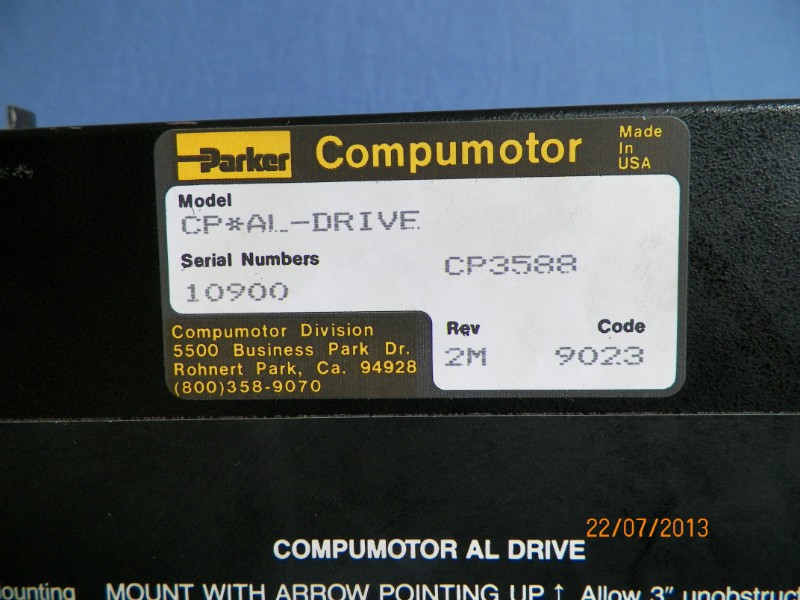 Parker Compumotor Made
In
USA
Model
CP*AL-DRIVE
Serial Numbers CP3588
10900
Compumotor Division
5500 Business Park Dr.
Rohnert Park, Ca. 94928
(800)358-9070
Rev Code
2M 9023
22/07/2013
COMPUMOTOR AL DRIVE
MOUNT WITH ARROW POINTING UP ↑ Allow 3"